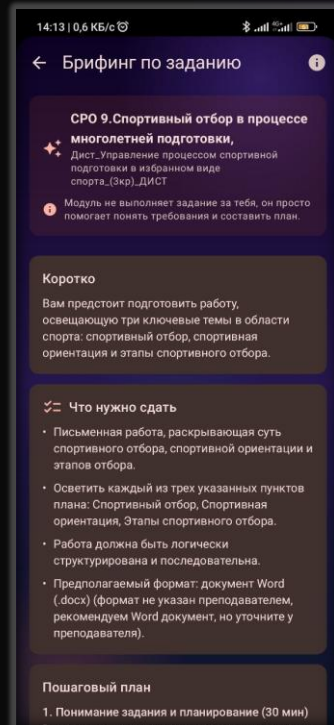 14:13 | 0,6 КБ/с
4G+
Брифинг по заданию
СРО 9.Спортивный отбор в процессе
многолетней подготовки,
Дист_Управление процессом спортивной
подготовки в избранном виде
спорта_(3кр)_ДИСТ
Модуль не выполняет задание за тебя, он просто
помогает понять требования и составить план.
Коротко
Вам предстоит подготовить работу,
освещающую три ключевые темы в области
спорта: спортивный отбор, спортивная
ориентация и этапы спортивного отбора.
Что нужно сдать
• Письменная работа, раскрывающая суть
спортивного отбора, спортивной ориентации и
этапов отбора.
• Осветить каждый из трех указанных пунктов
плана: Спортивный отбор, Спортивная
ориентация, Этапы спортивного отбора.
• Работа должна быть логически
структурирована и последовательна.
• Предполагаемый формат: документ Word
(.docx) (формат не указан преподавателем,
рекомендуем Word документ, но уточните у
преподавателя).
Пошаговый план
1. Понимание задания и планирование (30 мин)